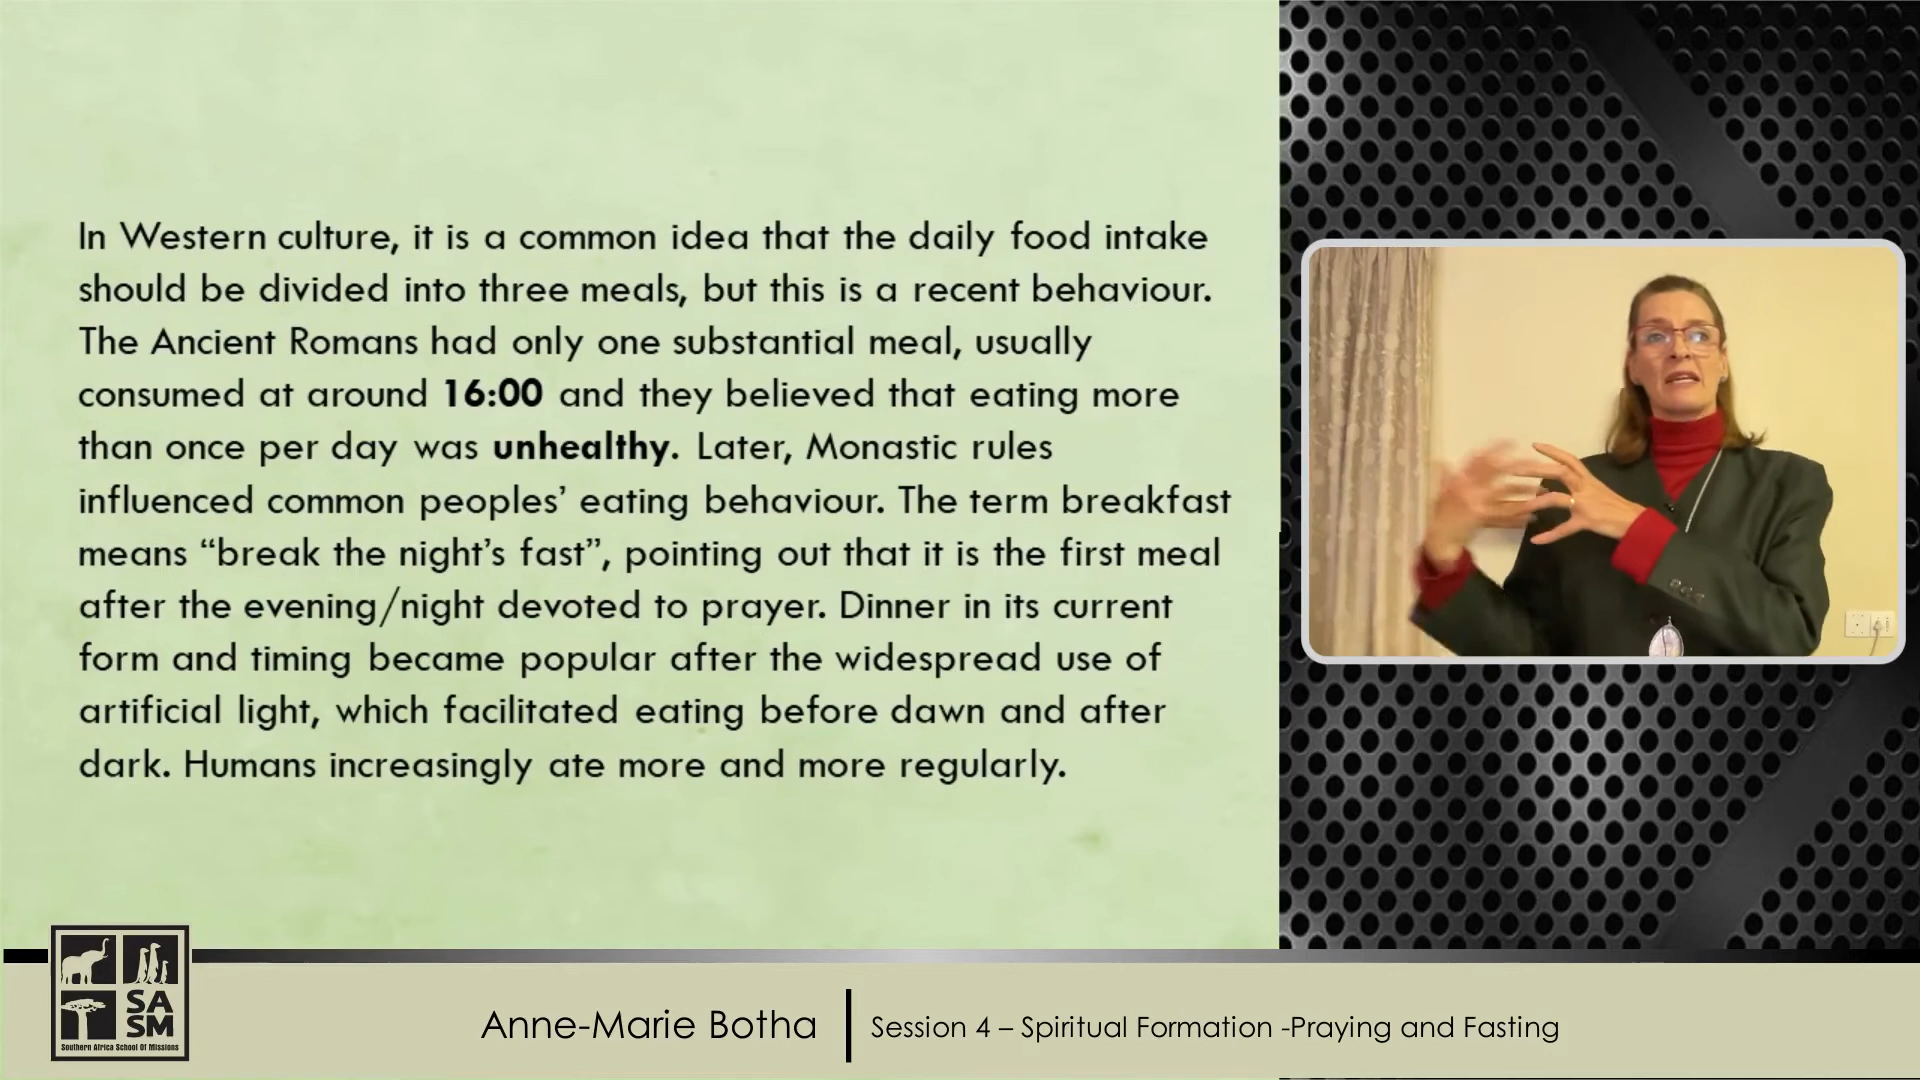 In Western culture, it is a common idea that the daily food intake
should be divided into three meals, but this is a recent behaviour.
The Ancient Romans had only one substantial meal, usually
consumed at around 16:00 and they believed that eating more
than once per day was unhealthy. Later, Monastic rules
influenced common peoples’ eating behaviour. The term breakfast
means “break the night’s fast”, pointing out that it is the first meal
after the evening/night devoted to prayer. Dinner in its current
form and timing became popular after the widespread use of
artificial light, which facilitated eating before dawn and after
dark. Humans increasingly ate more and more regularly.
SA
SM
Southern Africa School Of Missions
Anne-Marie Botha
Session 4 – Spiritual Formation -Praying and Fasting